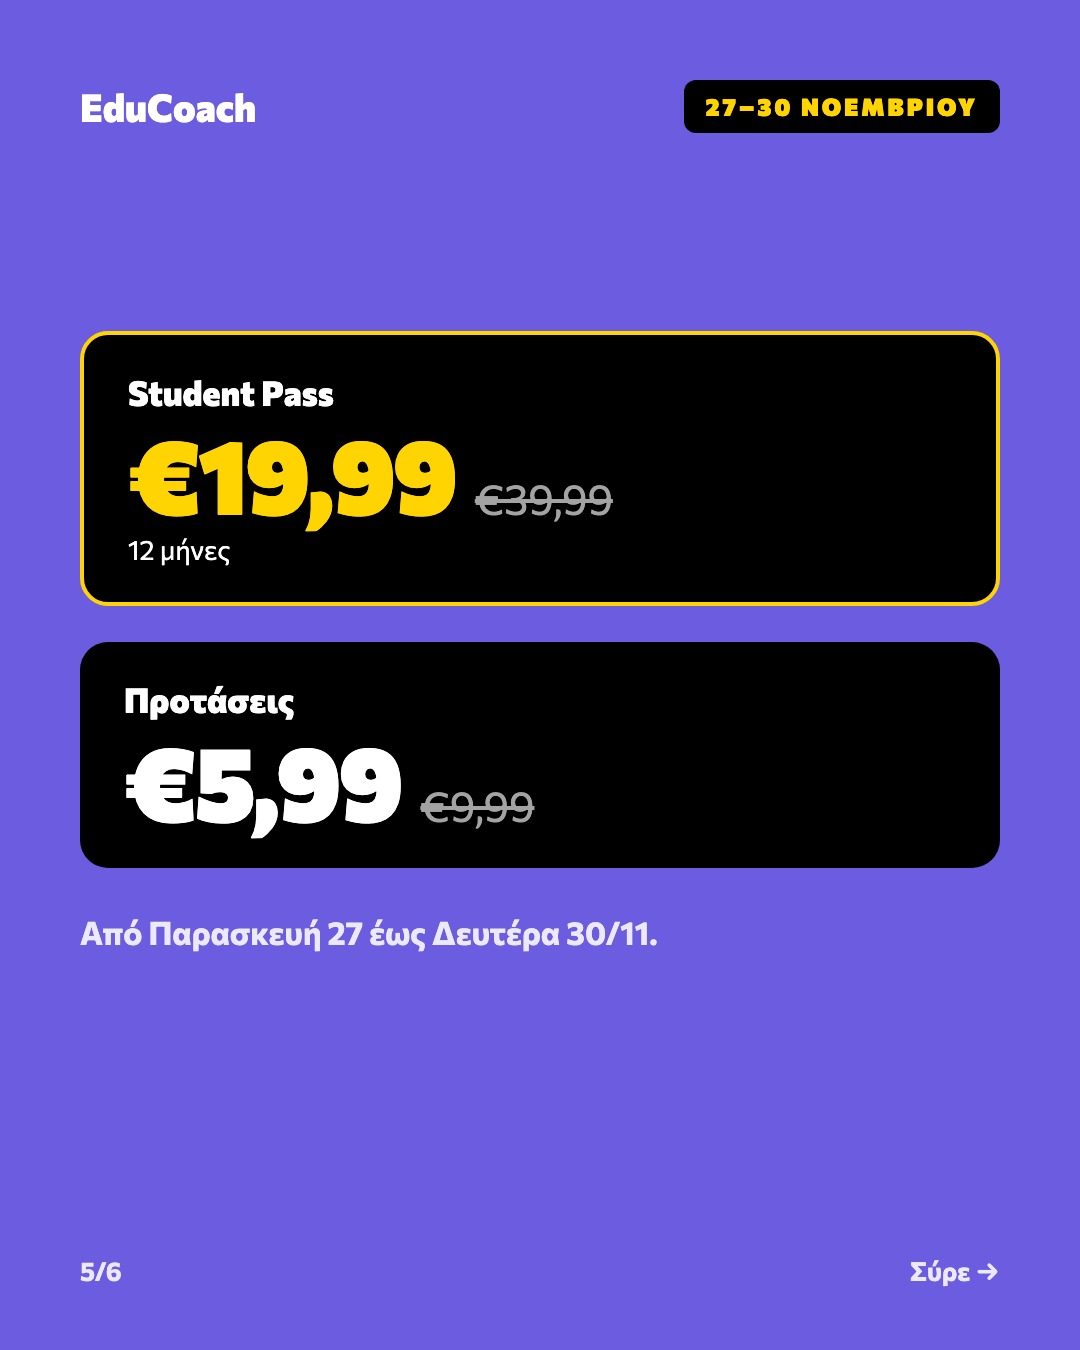 EduCoach
27–30 ΝΟΕΜΒΡΙΟΥ
Student Pass
€19,99 €39,99
12 μήνες
Προτάσεις
€5,99 €9,99
Από Παρασκευή 27 έως Δευτέρα 30/11.
5/6
Σύρε →